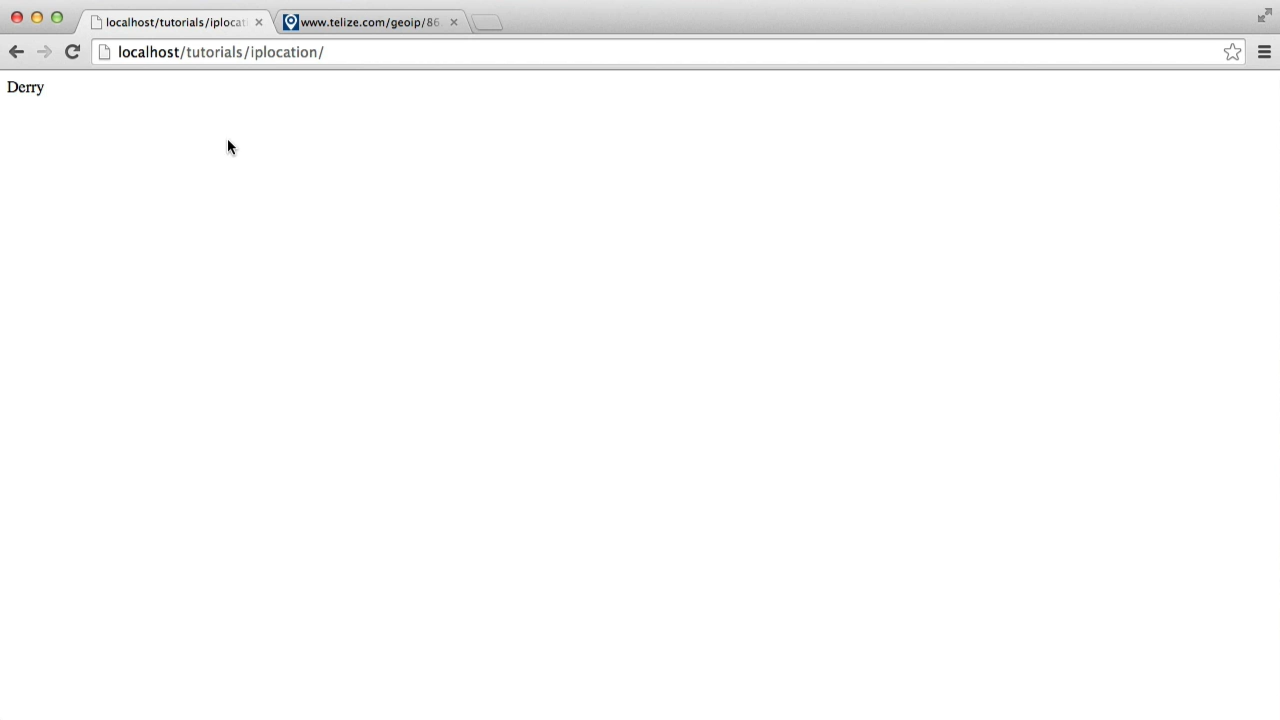 localhost/tutorials/iplocati
www.telize.com/geoip/86
localhost/tutorials/iplocation/
Derry